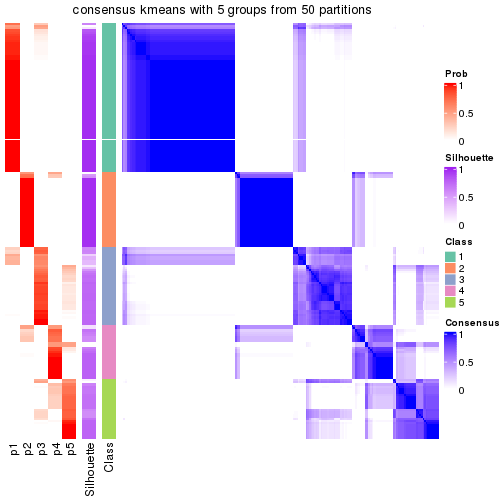 consensus kmeans with 5 groups from 50 partitions
Prob
1
0.5
0
Silhouette
1
0.5
0
Class
1
2
3
4
5
Consensus
1
0.5
0
p1
p2
p3
p4
p5
Silhouette
Class